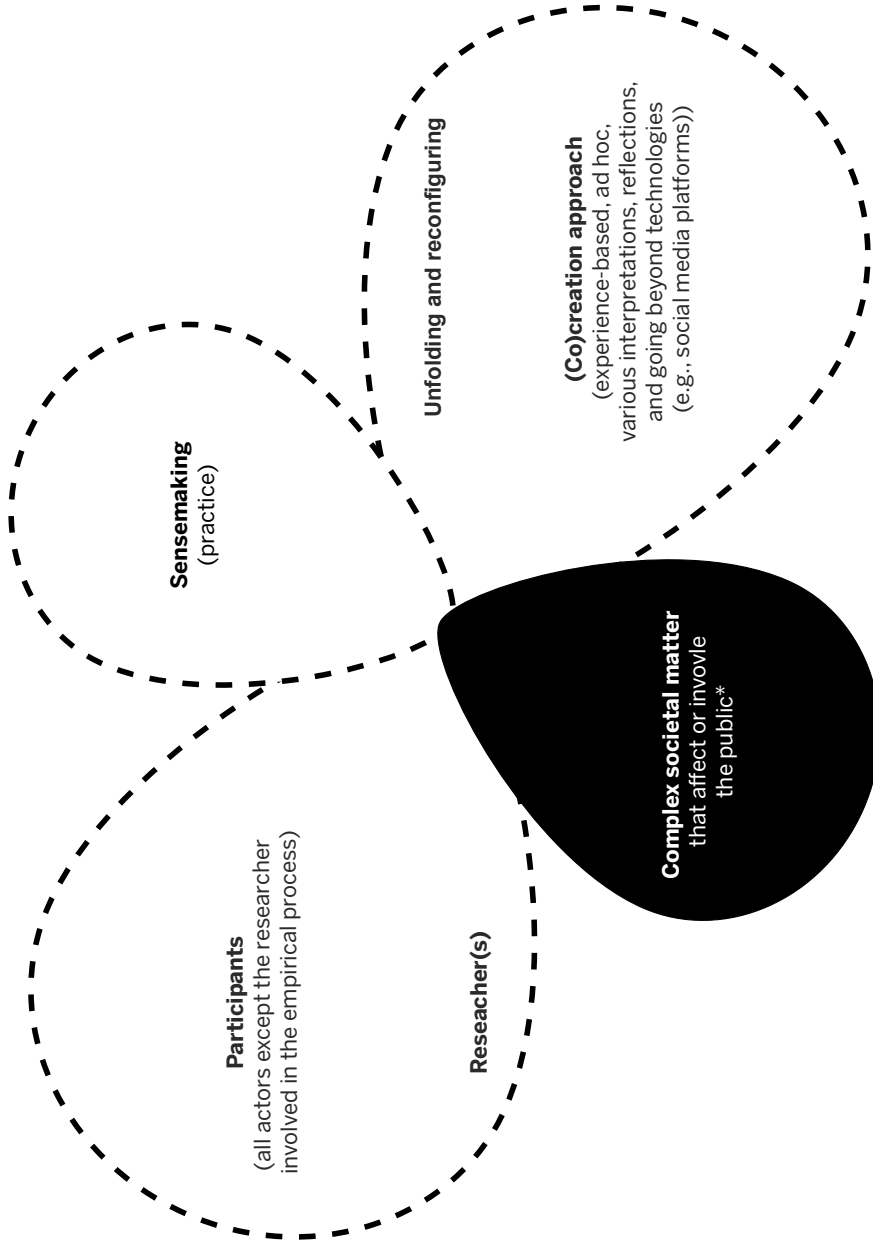 Participants
(all actors except the researcher
involved in the empirical process)
Reseacher(s)
Sensemaking
(practice)
Unfolding and reconfiguring
(Co)creation approach
(experience-based, ad hoc,
various interpretations, reflections,
and going beyond technologies
(e.g., social media platforms))
Complex societal matter
that affect or invovle
the public*